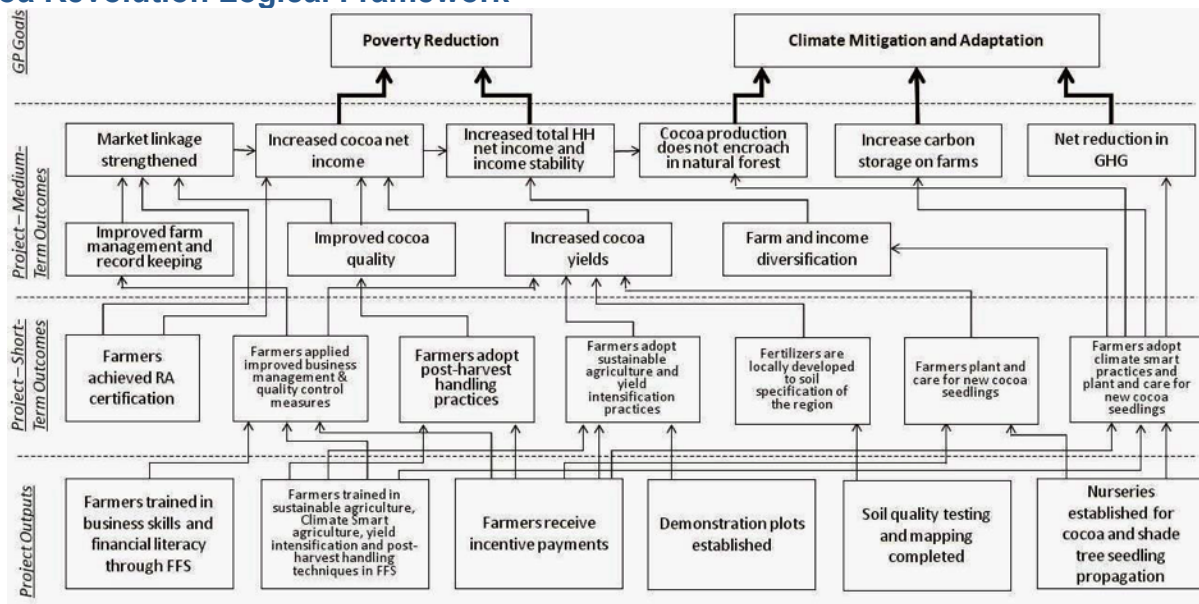 GP Goals
Poverty Reduction
Climate Mitigation and Adaptation
Project – Medium-
Term Outcomes
Market linkage
strengthened
Increased cocoa net
income
Increased total HH
net income and
income stability
Cocoa production
does not encroach
in natural forest
Increase carbon
storage on farms
Net reduction in
GHG
Improved farm
management and
record keeping
Improved cocoa
quality
Increased cocoa
yields
Farm and income
diversification
Project – Short-
Term Outcomes
Farmers
achieved RA
certification
Farmers applied
improved business
management &
quality control
measures
Farmers adopt
post-harvest
handling
practices
Farmers adopt
sustainable
agriculture and
yield
intensification
practices
Fertilizers are
locally developed
to soil
specification of
the region
Farmers plant and
care for new cocoa
seedlings
Farmers adopt
climate smart
practices and
plant and care for
new cocoa
seedlings
Project Outputs
Farmers trained in
business skills and
financial literacy
through FFS
Farmers trained in
sustainable agriculture,
Climate Smart
agriculture, yield
intensification and post-
harvest handling
techniques in FFS
Farmers receive
incentive payments
Demonstration plots
established
Soil quality testing
and mapping
completed
Nurseries
established for
cocoa and shade
tree seedling
propagation